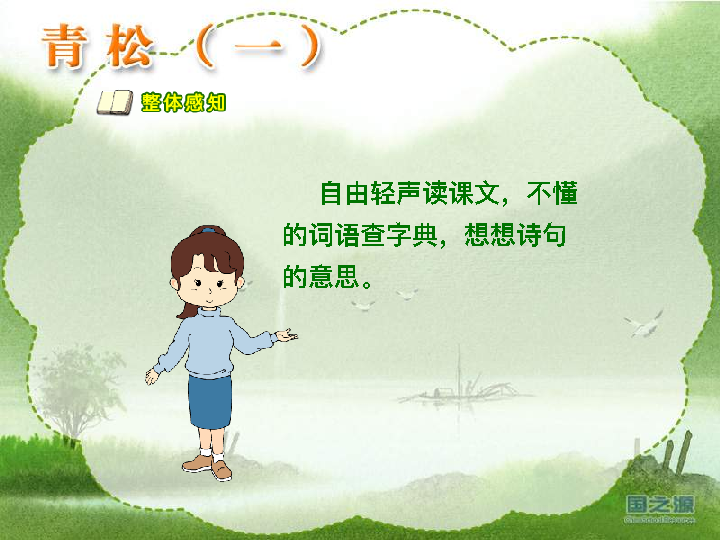 青松（一）
整体感知
自由轻声读课文，不懂
的词语查字典，想想诗句
的意思。
国之源